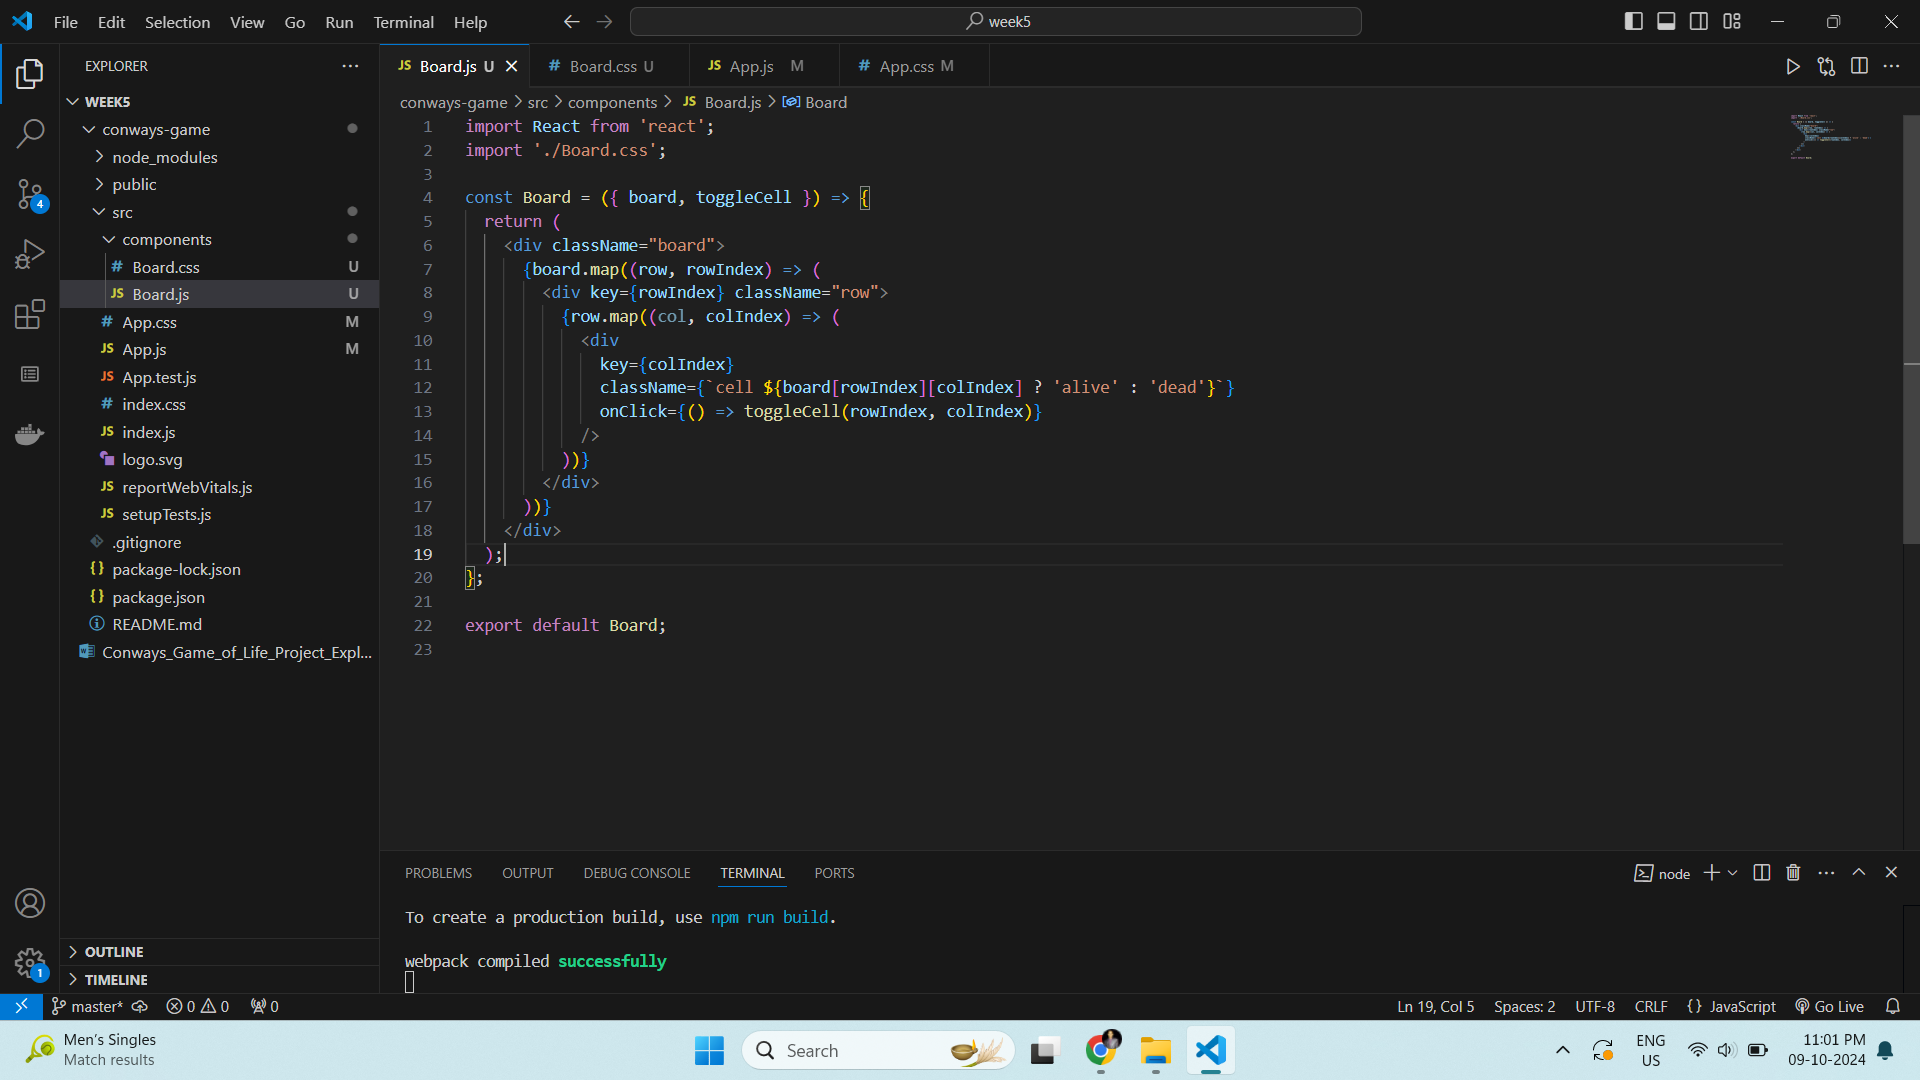 File Edit Selection View Go Run Terminal Help
week5
EXPLORER
WEEK5
conways-game
node_modules
public
4
src
components
Board.css U
Board.js U
App.css M
App.js M
App.test.js
index.css
index.js
logo.svg
reportWebVitals.js
setupTests.js
.gitignore
package-lock.json
package.json
README.md
Conways_Game_of_Life_Project_Expl...
OUTLINE
TIMELINE
1
JS Board.js U
# Board.css U
JS App.js M
# App.css M
conways-game > src > components > JS Board.js > Board
1 import React from 'react';
2 import './Board.css';
3
4 const Board = ({ board, toggleCell }) => {
5 return (
6 <div className="board">
7 {board.map((row, rowIndex) => (
8 <div key={rowIndex} className="row">
9 {row.map((col, colIndex) => (
10 <div
11 key={colIndex}
12 className={`cell ${board[rowIndex][colIndex] ? 'alive' : 'dead'}`}
13 onClick={() => toggleCell(rowIndex, colIndex)}
14 />
15 ))}
16 </div>
17 ))}
18 </div>
19 );
20 };
21
22 export default Board;
23
PROBLEMS OUTPUT DEBUG CONSOLE TERMINAL PORTS
node
To create a production build, use npm run build.
webpack compiled successfully
master* 0 0 0
Ln 19, Col 5 Spaces: 2 UTF-8 CRLF {} JavaScript Go Live
Men's Singles
Match results
Search
ENG
US
11:01 PM
09-10-2024